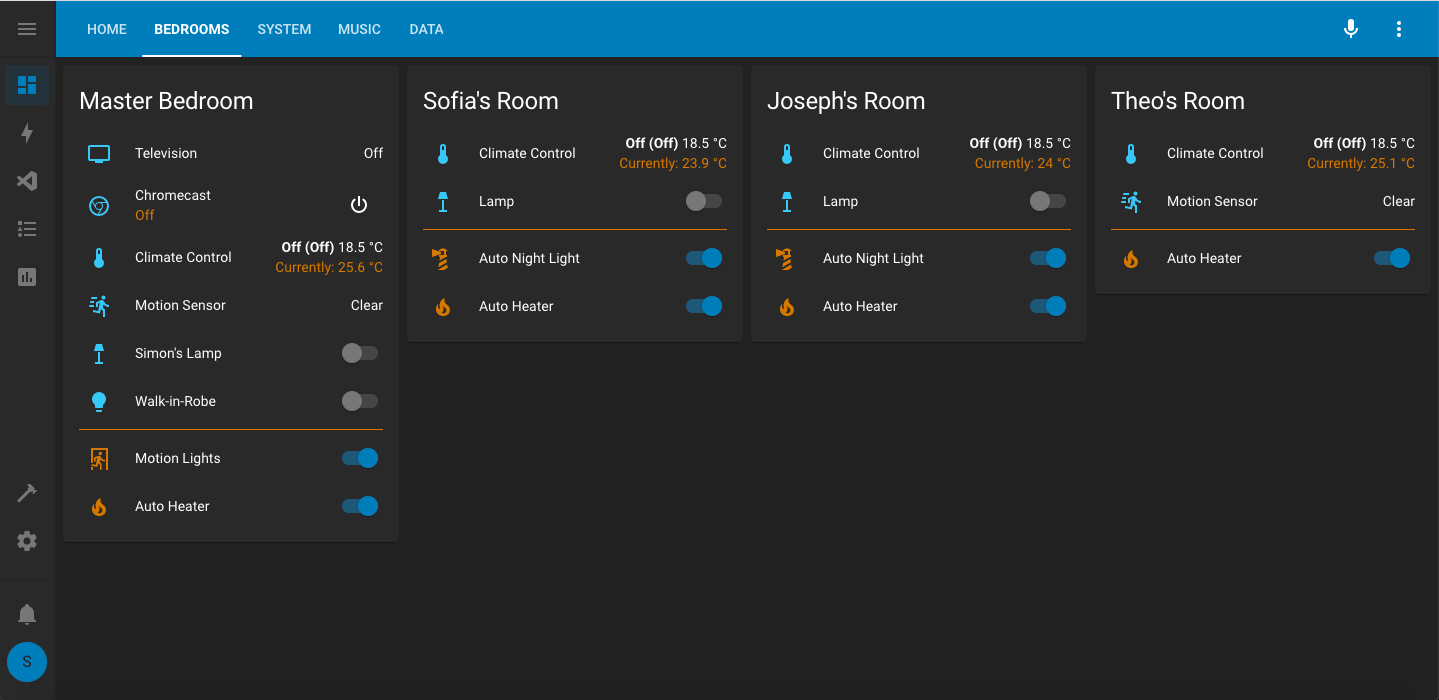 HOME BEDROOMS SYSTEM MUSIC DATA
Master Bedroom
Television Off
Chromecast
Off
Climate Control Off (Off) 18.5 °C
Currently: 25.6 °C
Motion Sensor Clear
Simon's Lamp
Walk-in-Robe
Motion Lights
Auto Heater
Sofia's Room
Climate Control Off (Off) 18.5 °C
Currently: 23.9 °C
Lamp
Auto Night Light
Auto Heater
Joseph's Room
Climate Control Off (Off) 18.5 °C
Currently: 24 °C
Lamp
Auto Night Light
Auto Heater
Theo's Room
Climate Control Off (Off) 18.5 °C
Currently: 25.1 °C
Motion Sensor Clear
Auto Heater
S